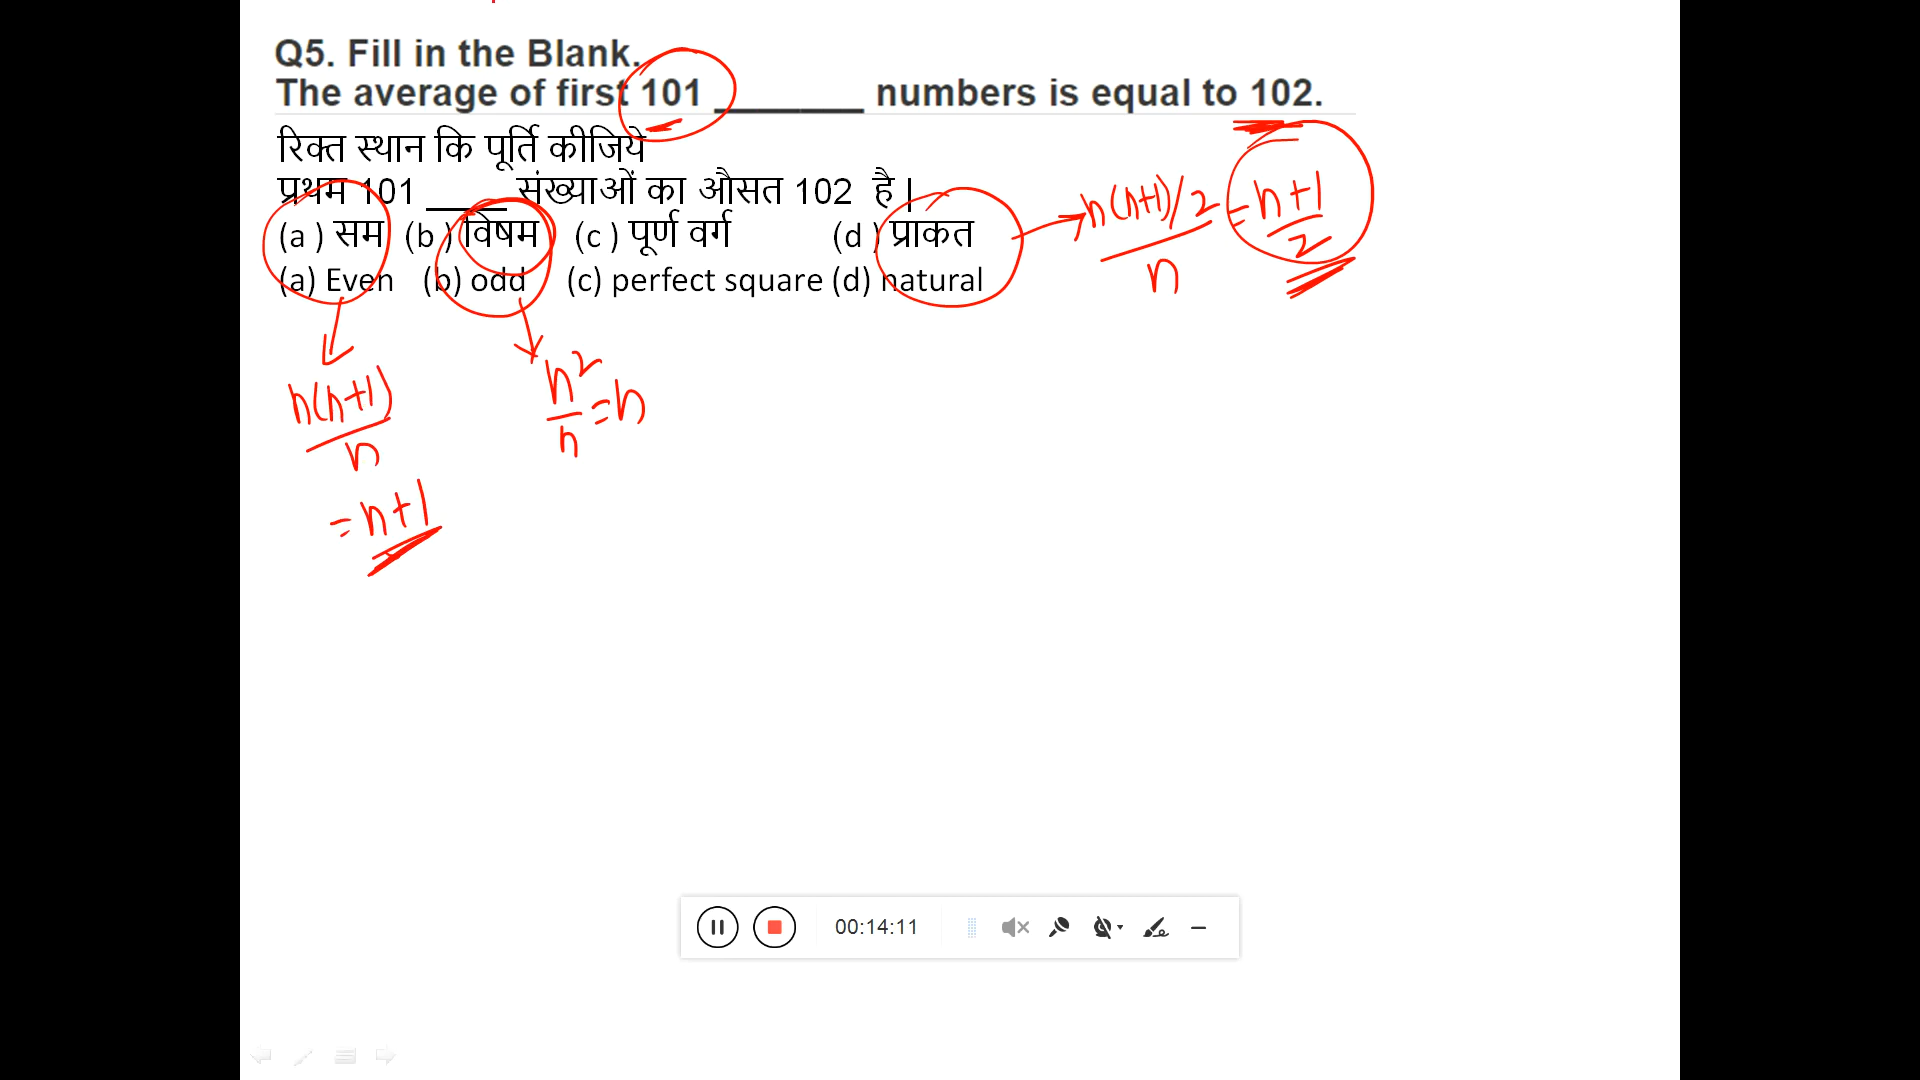 Q5. Fill in the Blank.
The average of first 101 _______ numbers is equal to 102.
रिक्त स्थान कि पूर्ति कीजिये
प्रथम 101 ____ संख्याओं का औसत 102 है |
(a ) सम (b ) विषम (c ) पूर्ण वर्ग (d ) प्राकत
(a) Even (b) odd (c) perfect square (d) natural
n(n+1)/2 / n = n+1 / 2
n(n+1) / n
= n+1
n² / n = n
00:14:11